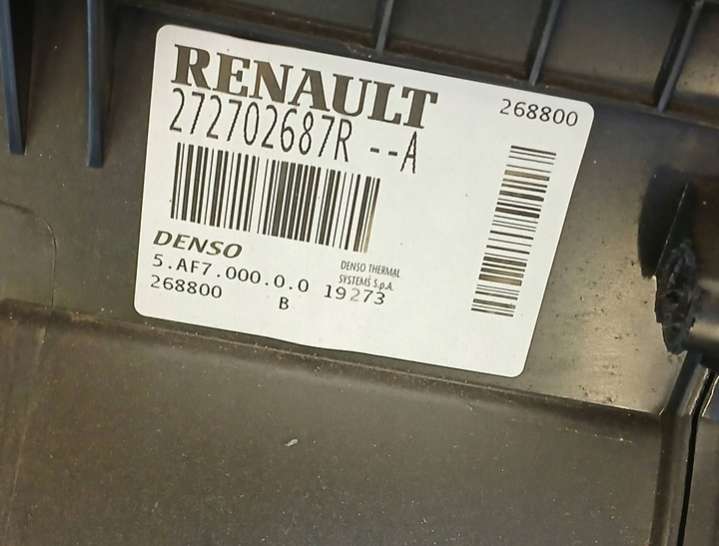 RENAULT
268800
272702687R --A
DENSO
5.AF7.000.0.0 19273
DENSO THERMAL
SYSTEMS S.p.A.
268800
B